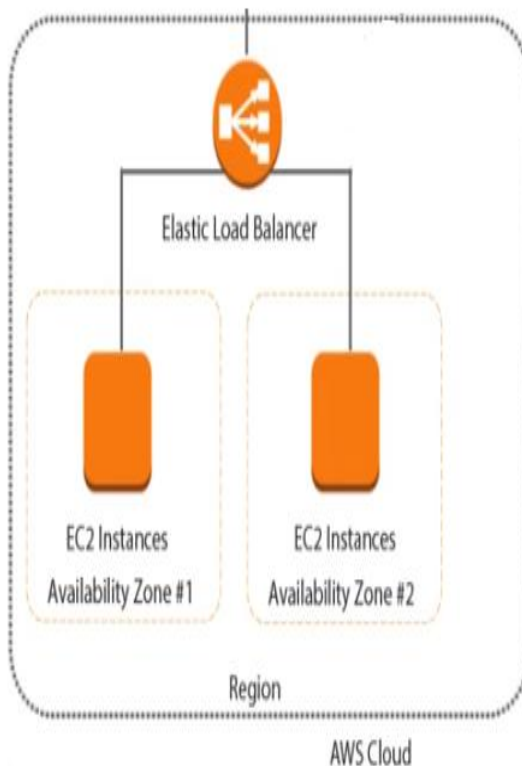 Elastic Load Balancer
EC2 Instances
Availability Zone #1
EC2 Instances
Availability Zone #2
Region
AWS Cloud